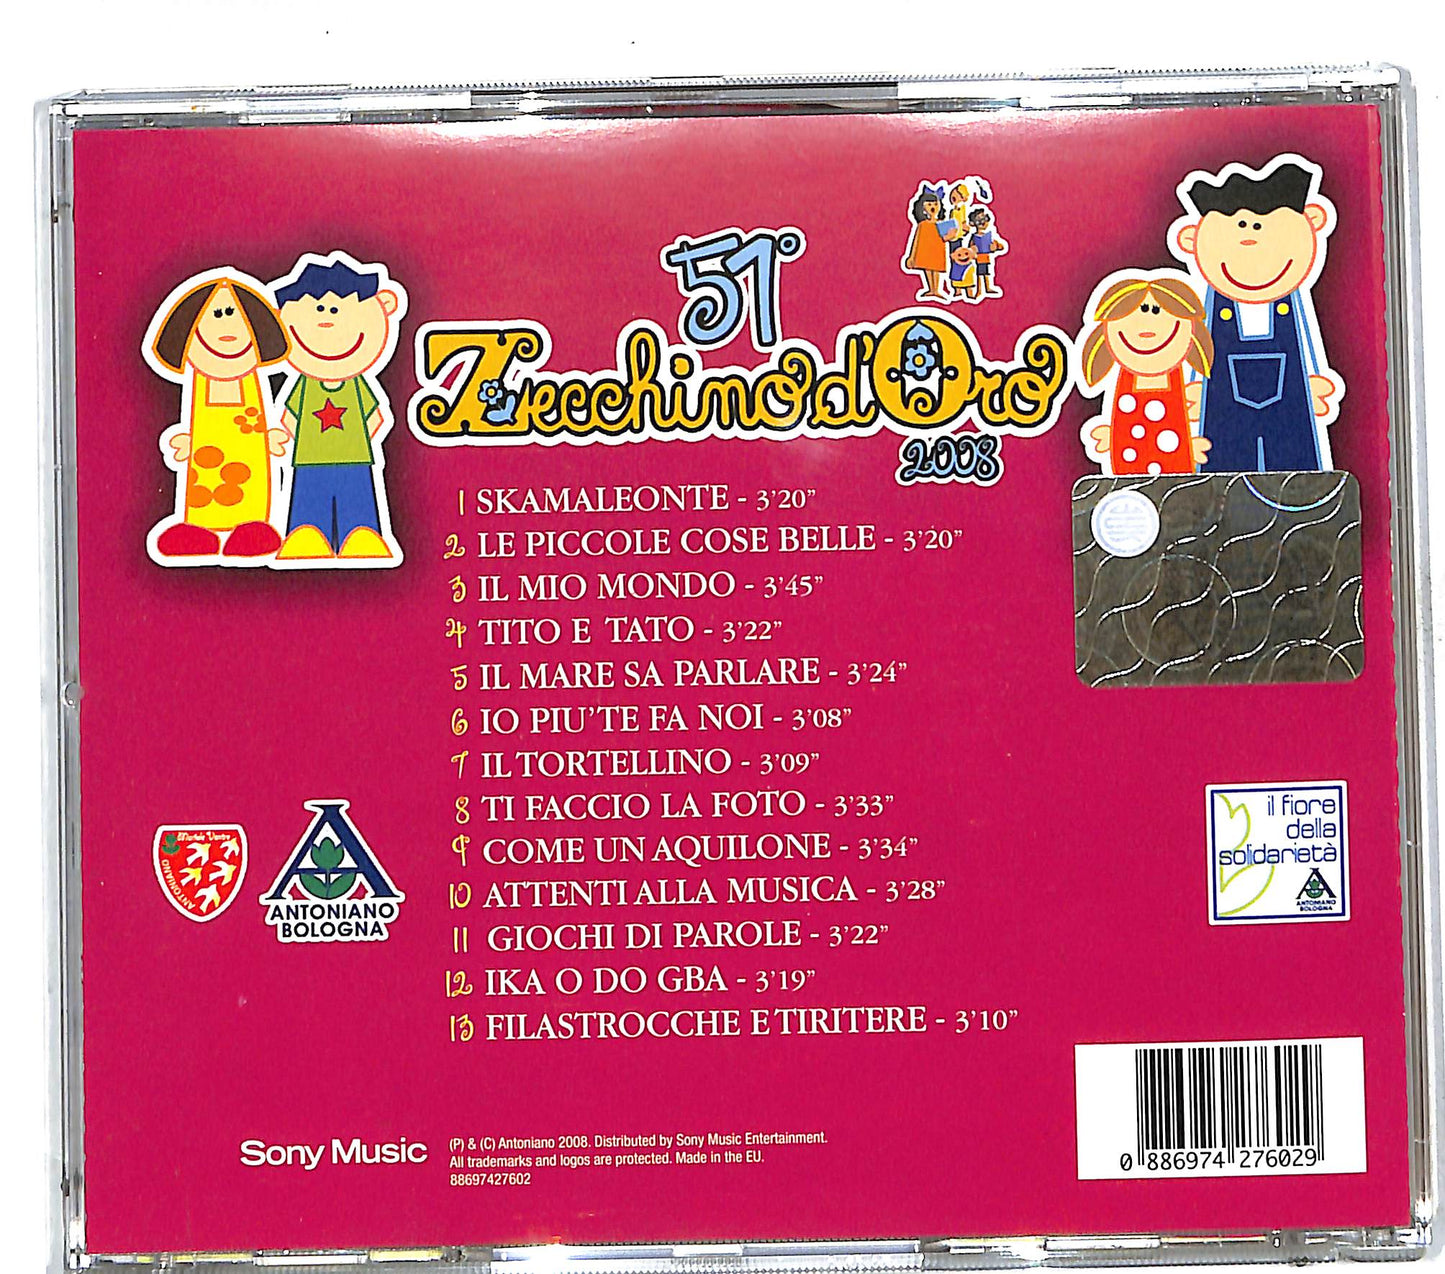 51°
Zecchino d'Oro
2008
1 SKAMALEONTE - 3'20"
2 LE PICCOLE COSE BELLE - 3'20"
3 IL MIO MONDO - 3'45"
4 TITO E TATO - 3'22"
5 IL MARE SA PARLARE - 3'24"
6 IO PIU'TE FA NOI - 3'08"
7 IL TORTELLINO - 3'09"
8 TI FACCIO LA FOTO - 3'33"
9 COME UN AQUILONE - 3'34"
10 ATTENTI ALLA MUSICA - 3'28"
11 GIOCHI DI PAROLE - 3'22"
12 IKA O DO GBA - 3'19"
13 FILASTROCCHE E TIRITERE - 3'10"
Mariele Ventre
ANTONIANO
ANTONIANO
BOLOGNA
il fiore
della
solidarietà
ANTONIANO
BOLOGNA
Sony Music
(P) & (C) Antoniano 2008. Distributed by Sony Music Entertainment.
All trademarks and logos are protected. Made in the EU.
88697427602
0 886974 276029